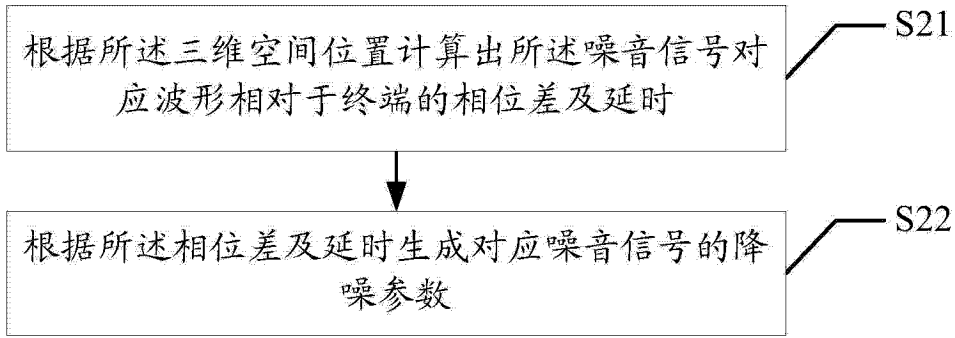 根据所述三维空间位置计算出所述噪音信号对
应波形相对于终端的相位差及延时
S21
根据所述相位差及延时生成对应噪音信号的降
噪参数
S22